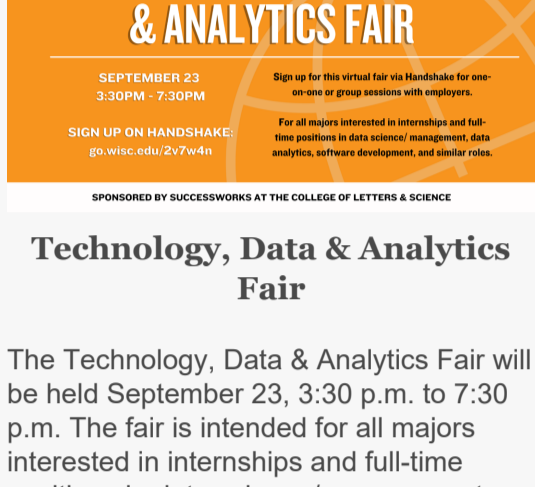 & ANALYTICS FAIR
SEPTEMBER 23
3:30PM - 7:30PM
SIGN UP ON HANDSHAKE:
go.wisc.edu/2v7w4n
Sign up for this virtual fair via Handshake for one-
on-one or group sessions with employers.
For all majors interested in internships and full-
time positions in data science/ management, data
analytics, software development, and similar roles.
SPONSORED BY SUCCESSWORKS AT THE COLLEGE OF LETTERS & SCIENCE
Technology, Data & Analytics
Fair
The Technology, Data & Analytics Fair will
be held September 23, 3:30 p.m. to 7:30
p.m. The fair is intended for all majors
interested in internships and full-time